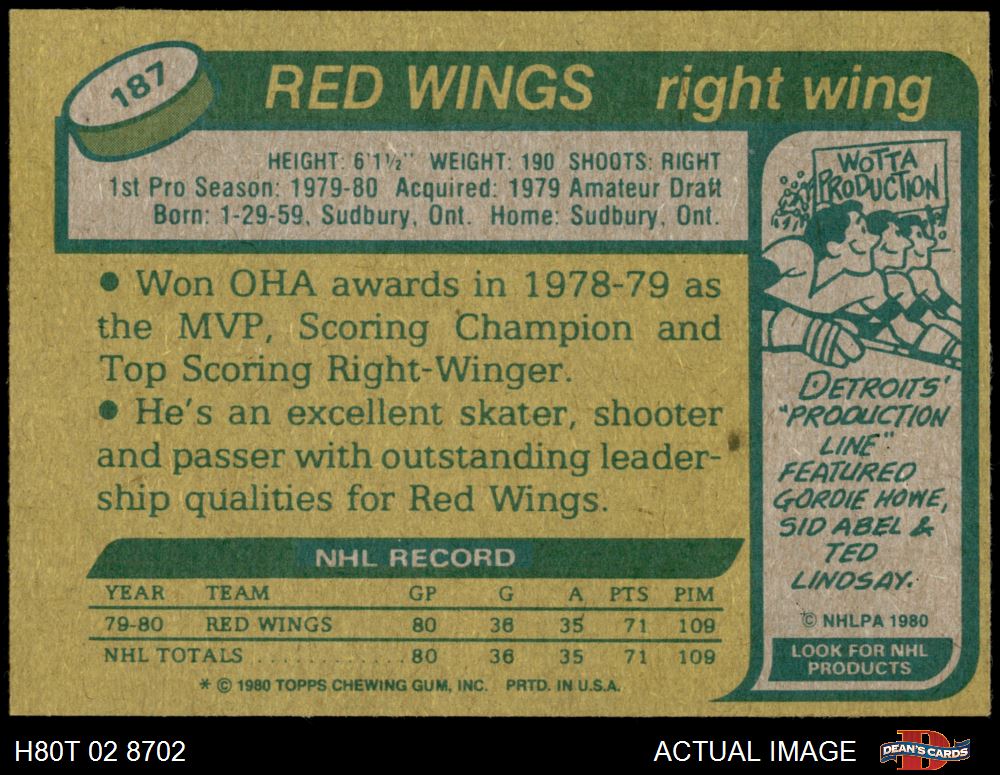 187
RED WINGS right wing
HEIGHT: 6'1½" WEIGHT: 190 SHOOTS: RIGHT
1st Pro Season: 1979-80 Acquired: 1979 Amateur Draft
Born: 1-29-59, Sudbury, Ont. Home: Sudbury, Ont.
• Won OHA awards in 1978-79 as
the MVP, Scoring Champion and
Top Scoring Right-Winger.
• He's an excellent skater, shooter
and passer with outstanding leader-
ship qualities for Red Wings.
NHL RECORD
YEAR TEAM GP G A PTS PIM
79-80 RED WINGS 80 36 35 71 109
NHL TOTALS . . . . . . . . . . . . 80 36 35 71 109
* © 1980 TOPPS CHEWING GUM, INC. PRTD. IN U.S.A.
WOTTA
PRODUCTION
DETROITS'
"PRODUCTION
LINE"
FEATURED
GORDIE HOWE,
SID ABEL &
TED
LINDSAY.
© NHLPA 1980
LOOK FOR NHL
PRODUCTS
H80T 02 8702
ACTUAL IMAGE
D
DEAN'S CARDS